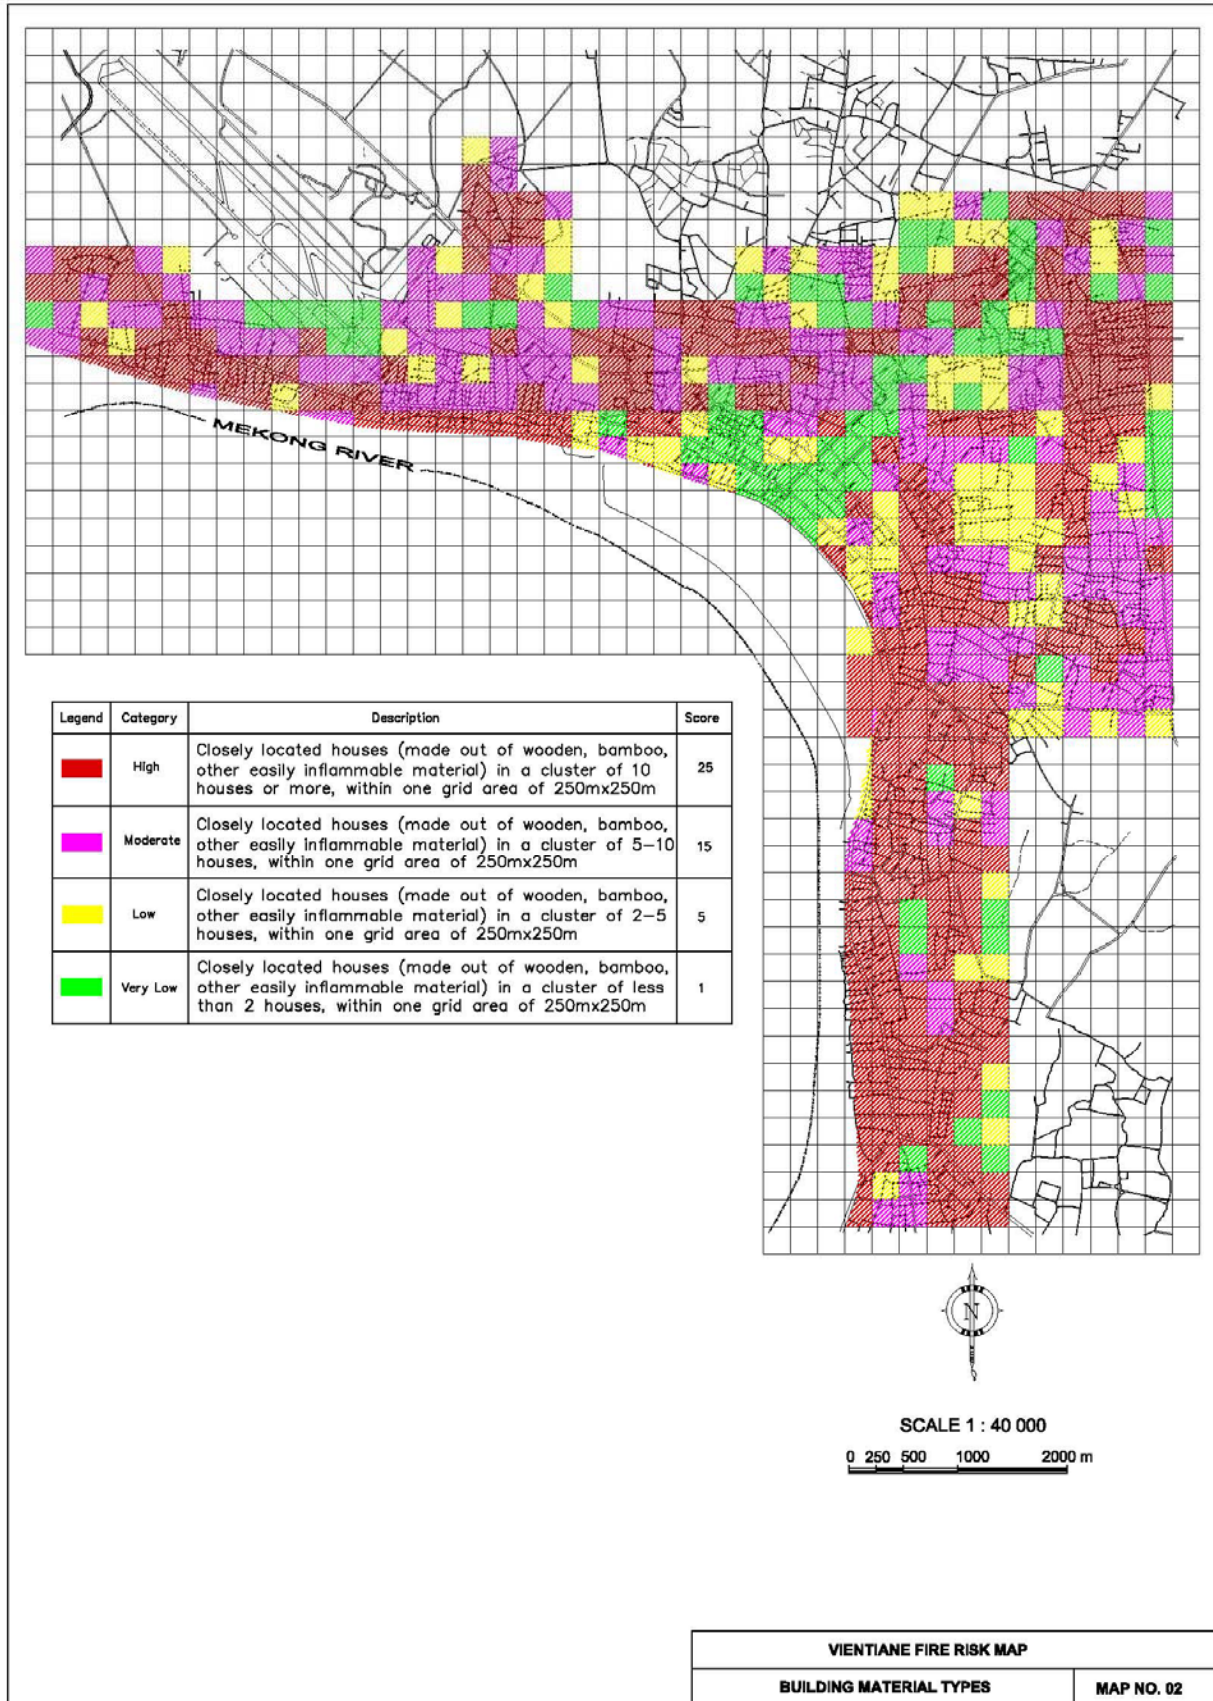 MEKONG RIVER
Legend Category Description Score
High Closely located houses (made out of wooden, bamboo, other easily inflammable material) in a cluster of 10 houses or more, within one grid area of 250mx250m 25
Moderate Closely located houses (made out of wooden, bamboo, other easily inflammable material) in a cluster of 5-10 houses, within one grid area of 250mx250m 15
Low Closely located houses (made out of wooden, bamboo, other easily inflammable material) in a cluster of 2-5 houses, within one grid area of 250mx250m 5
Very Low Closely located houses (made out of wooden, bamboo, other easily inflammable material) in a cluster of less than 2 houses, within one grid area of 250mx250m 1
N
SCALE 1 : 40 000
0 250 500 1000 2000 m
VIENTIANE FIRE RISK MAP
BUILDING MATERIAL TYPES MAP NO. 02